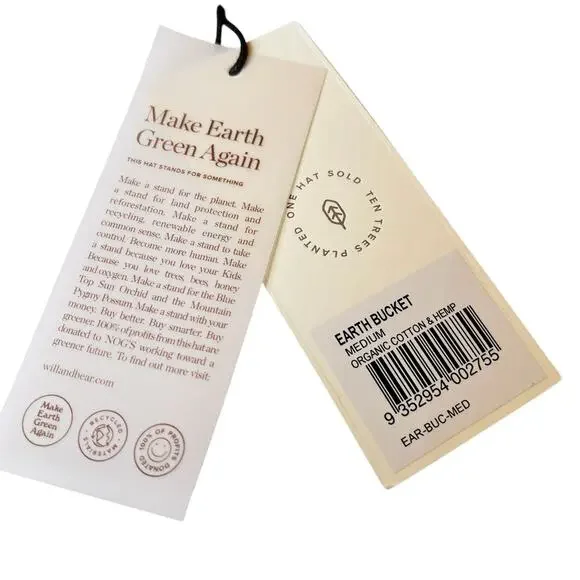 Make Earth
Green Again
THIS HAT STANDS FOR SOMETHING
Make a stand for the planet. Make
a stand for land protection and
reforestation. Make a stand for
recycling, renewable energy and
common sense. Make a stand to take
control. Become more human. Make
a stand because you love your Kids.
Because you love trees, bees, honey
and oxygen. Make a stand for the Blue
Top Sun Orchid and the Mountain
Pygmy Possum. Make a stand with your
money. Buy better. Buy smarter. Buy
greener. 100% of profits from this hat are
donated to NOG'S working toward a
greener future. To find out more visit:
willandbear.com
Make
Earth
Green
Again
RECYCLED MATERIALS
100% OF PROFITS DONATED
ONE HAT SOLD TEN TREES PLANTED
EARTH BUCKET
MEDIUM
ORGANIC COTTON & HEMP
9 352954 002755
EAR-BUC-MED